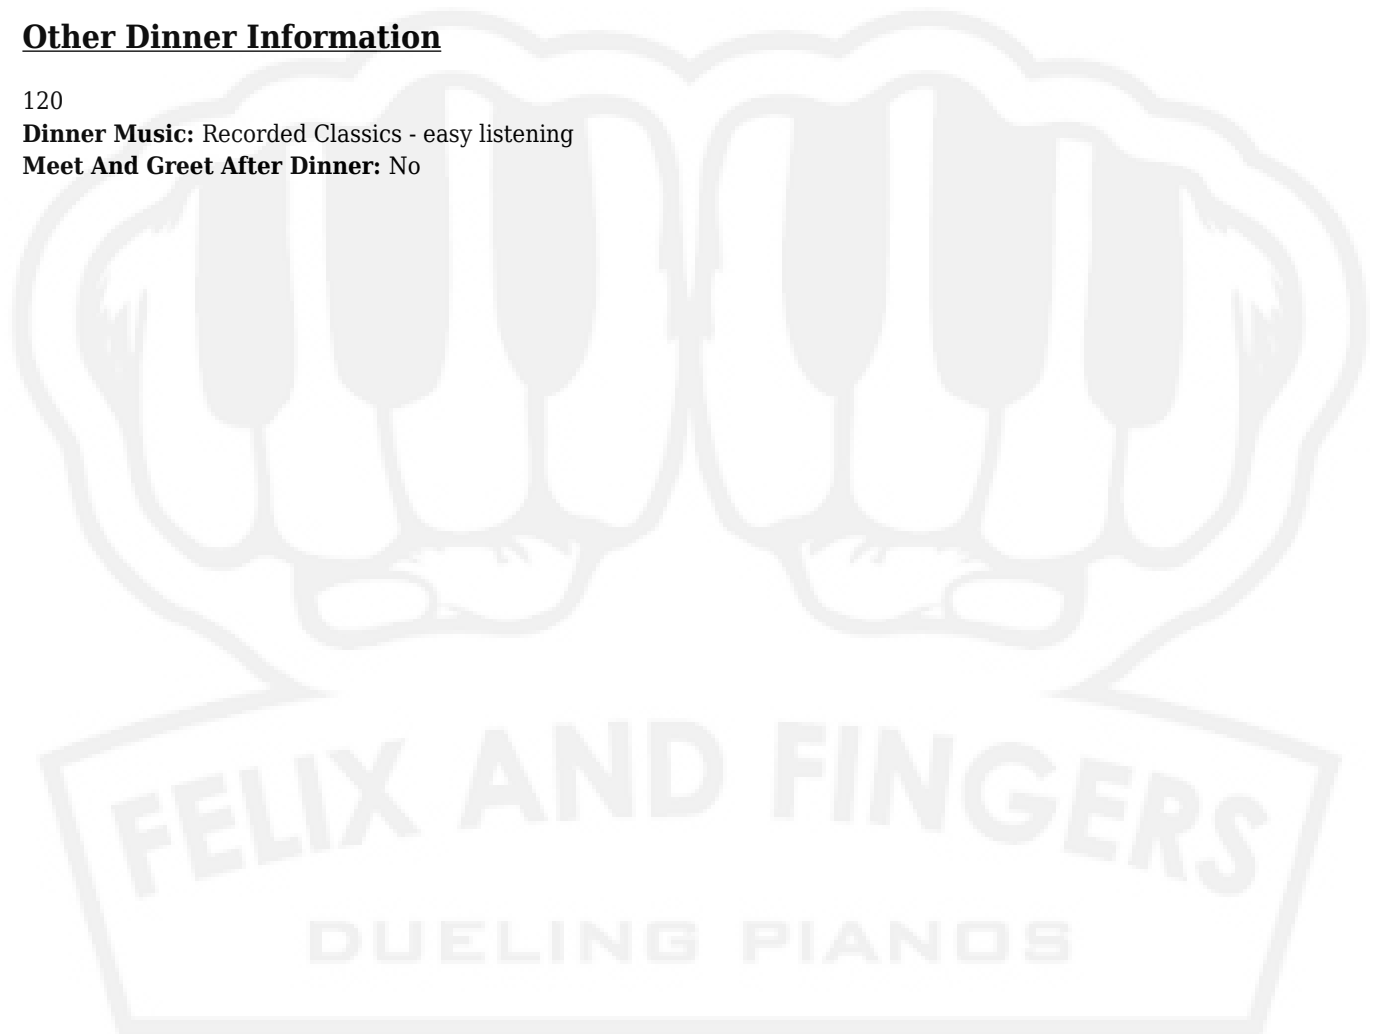 Other Dinner Information
120
Dinner Music: Recorded Classics - easy listening
Meet And Greet After Dinner: No
FELIX AND FINGERS
DUELING PIANOS